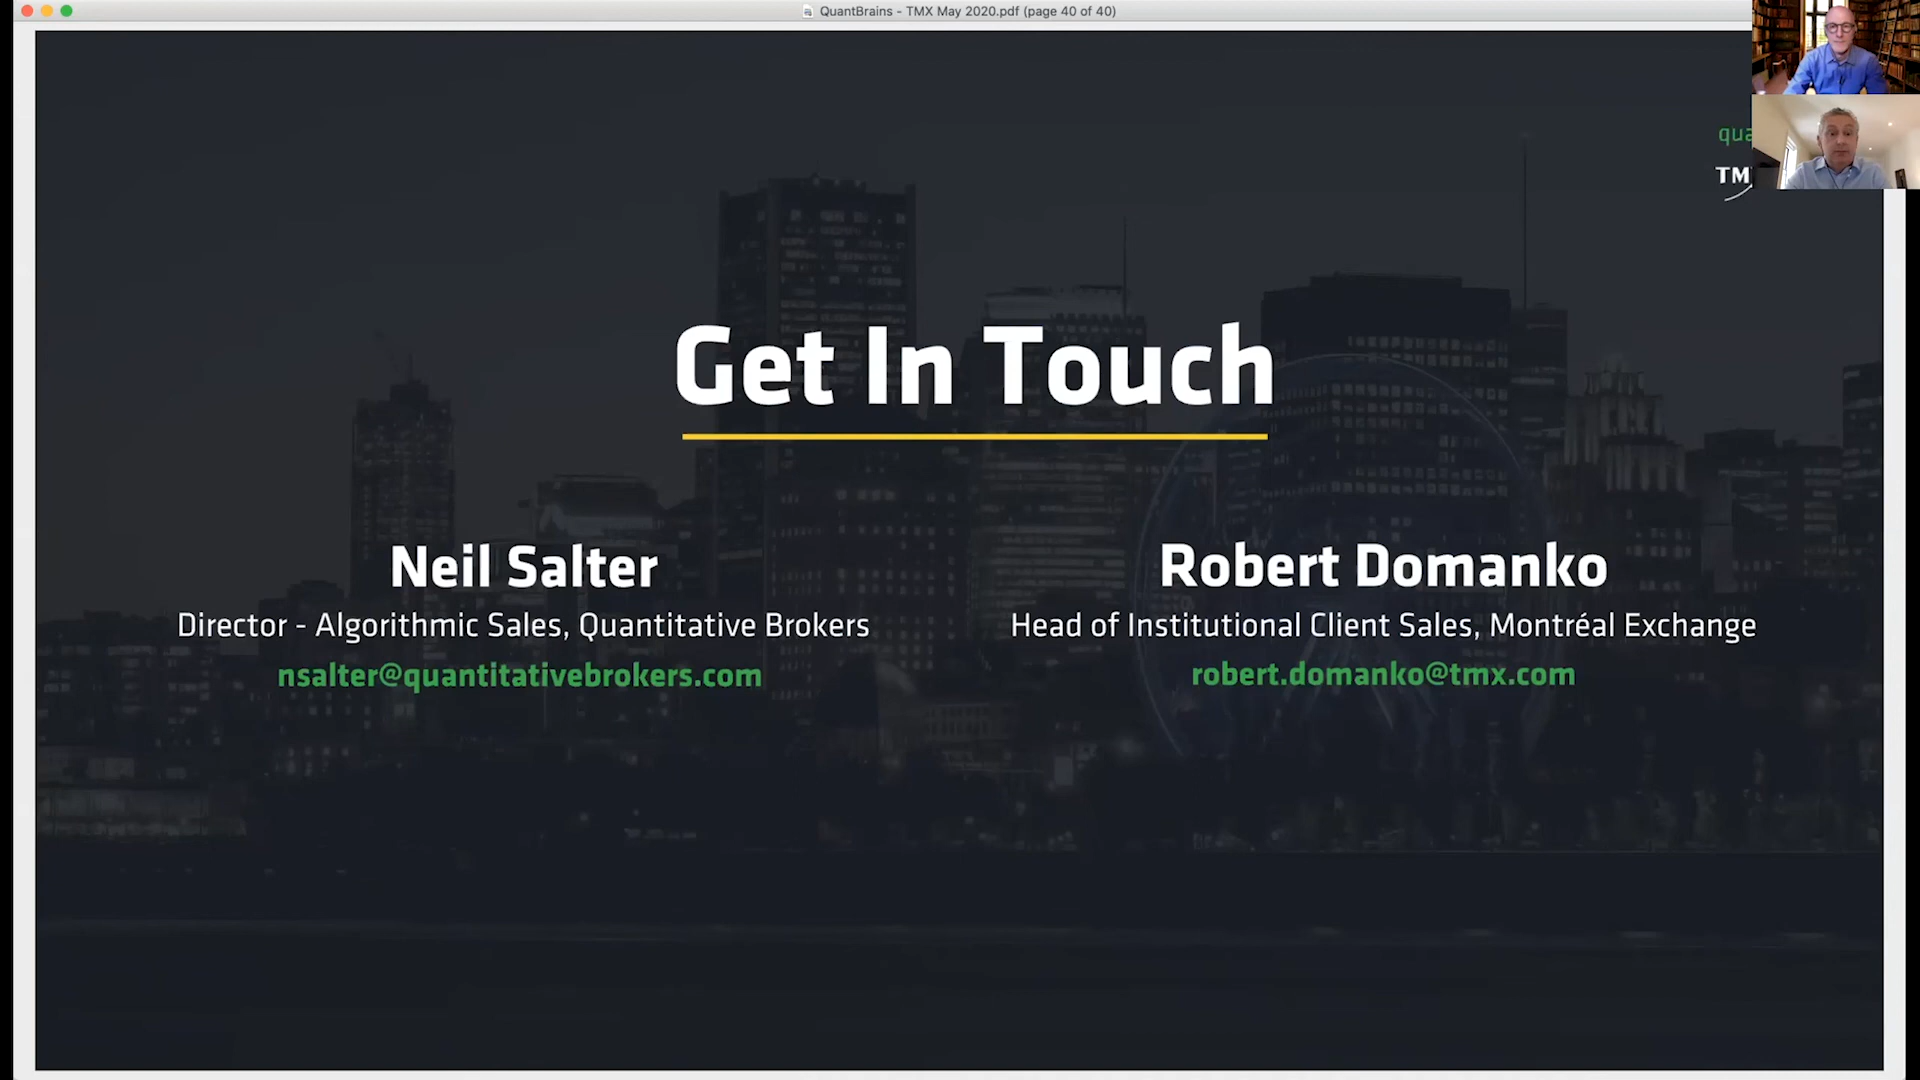 QuantBrains - TMX May 2020.pdf (page 40 of 40)
Get In Touch
Neil Salter
Director - Algorithmic Sales, Quantitative Brokers
nsalter@quantitativebrokers.com
Robert Domanko
Head of Institutional Client Sales, Montréal Exchange
robert.domanko@tmx.com